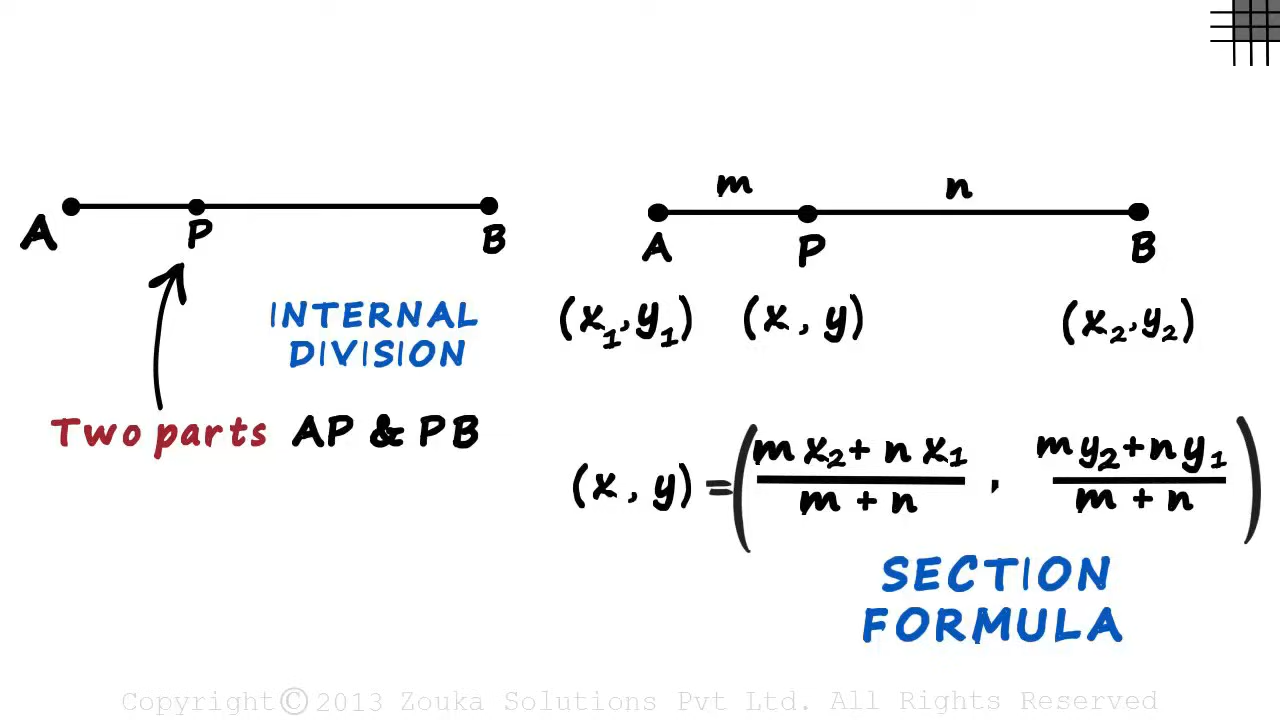 A P B
INTERNAL
DIVISION
Two parts AP & PB
m n
A P B
(x₁,y₁) (x , y) (x₂,y₂)
(x , y) = (mx₂+ n x₁ / m + n , my₂+ny₁ / m + n)
SECTION
FORMULA
Copyright© 2013 Zouka Solutions Pvt Ltd. All Rights Reserved